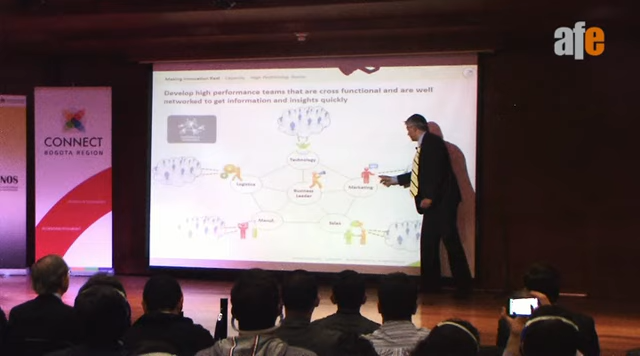 afe
Develop high performance teams that are cross functional and are well
networked to get information and insights quickly
CONNECT
BOGOTA REGION
NOS
Technology
Logistics
Marketing
Business
Leader
Sales